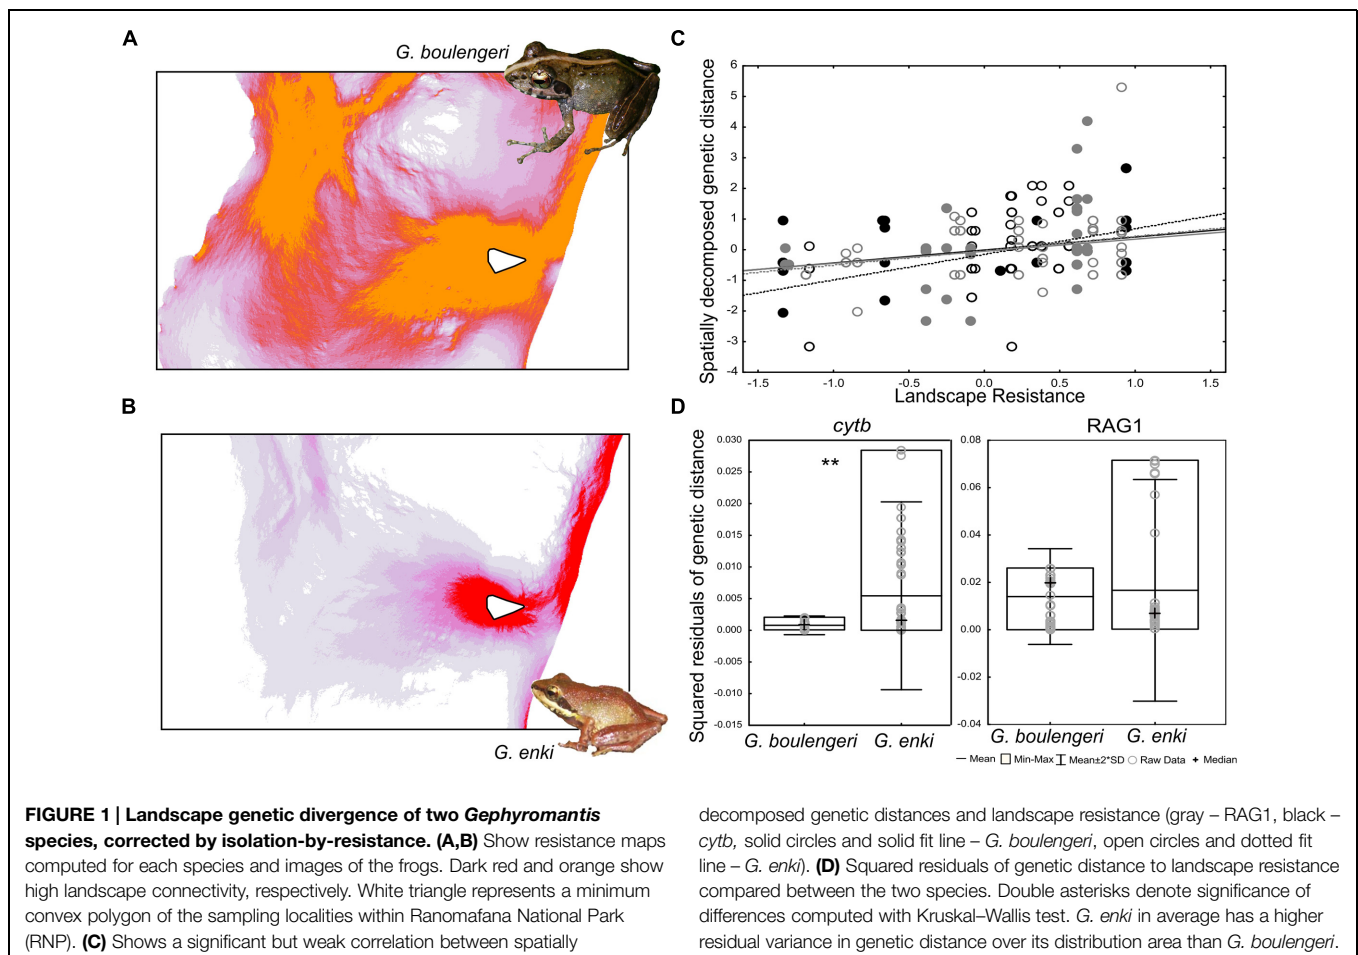 A
G. boulengeri
B
G. enki
C
Spatially decomposed genetic distance
6
5
4
3
2
1
0
-1
-2
-3
-4
-1.5
-1.0
-0.5
0.0
0.5
1.0
1.5
Landscape Resistance
D
cytb
RAG1
Squared residuals of genetic distance
0.030
0.025
0.020
0.015
0.010
0.005
0.000
-0.005
-0.010
-0.015
**
0.08
0.06
0.04
0.02
0.00
-0.02
-0.04
G. boulengeri G. enki
G. boulengeri G. enki
Mean Min-Max Mean±2*SD Raw Data Median
FIGURE 1 | Landscape genetic divergence of two Gephyromantis
species, corrected by isolation-by-resistance. (A,B) Show resistance maps
computed for each species and images of the frogs. Dark red and orange show
high landscape connectivity, respectively. White triangle represents a minimum
convex polygon of the sampling localities within Ranomafana National Park
(RNP). (C) Shows a significant but weak correlation between spatially
decomposed genetic distances and landscape resistance (gray – RAG1, black –
cytb, solid circles and solid fit line – G. boulengeri, open circles and dotted fit
line – G. enki). (D) Squared residuals of genetic distance to landscape resistance
compared between the two species. Double asterisks denote significance of
differences computed with Kruskal–Wallis test. G. enki in average has a higher
residual variance in genetic distance over its distribution area than G. boulengeri.